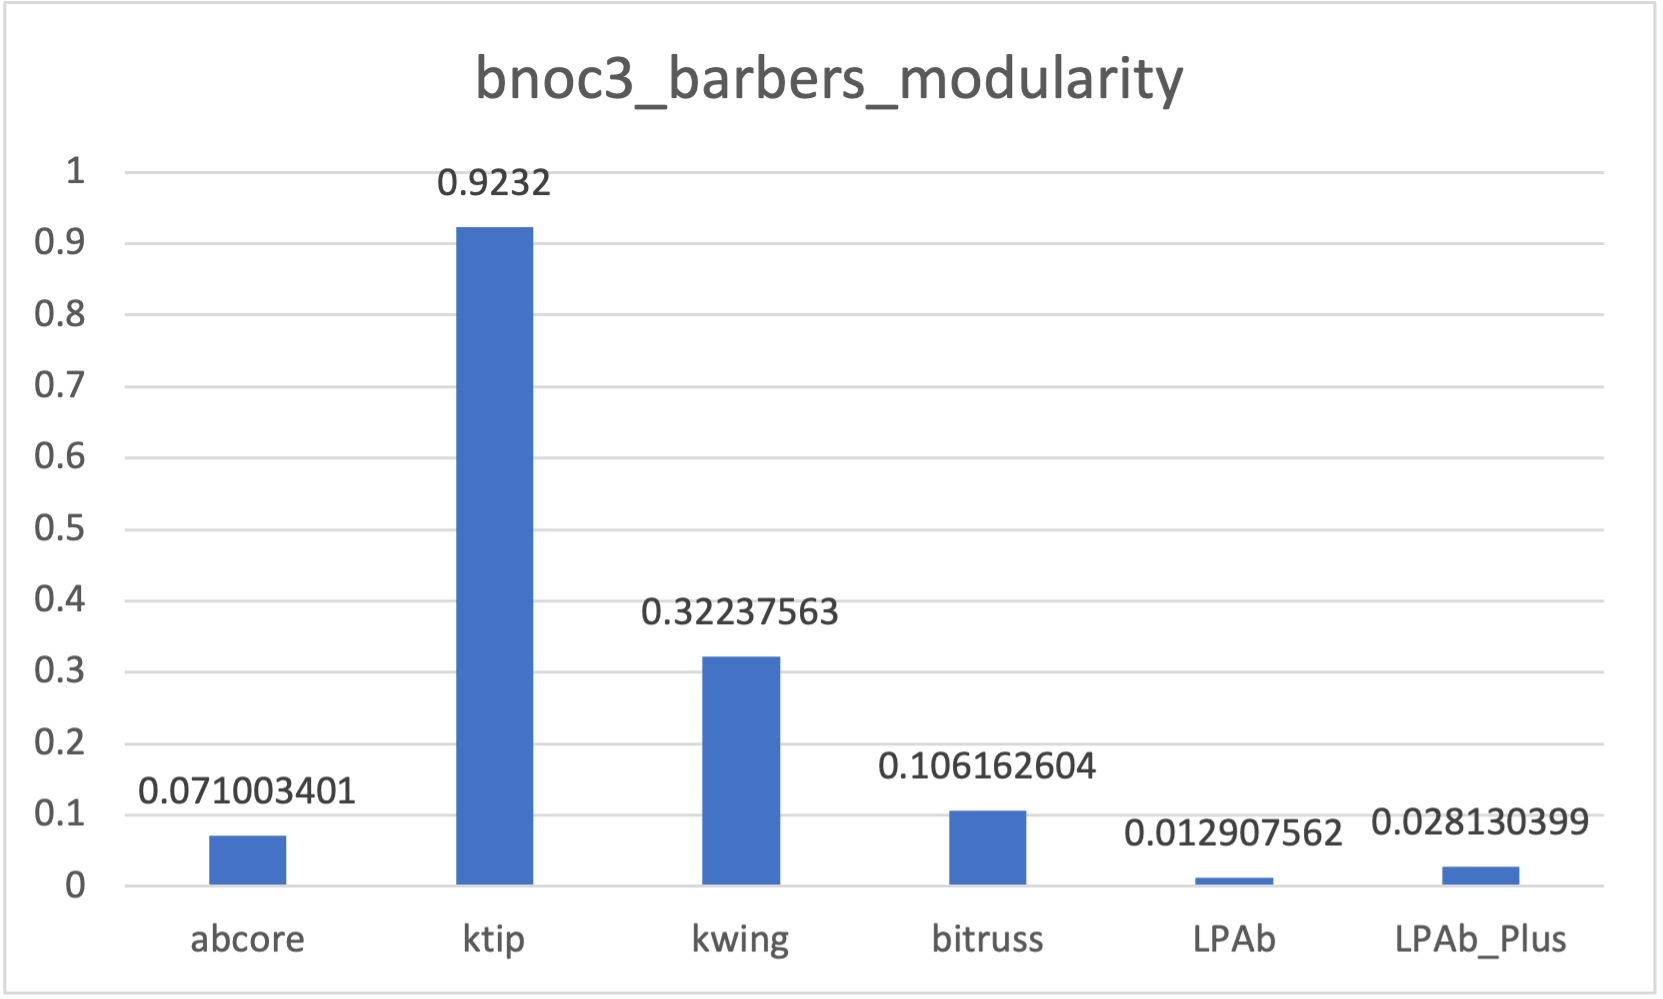 bnoc3_barbers_modularity
1
0.9
0.8
0.7
0.6
0.5
0.4
0.3
0.2
0.1
0
0.071003401
0.9232
0.32237563
0.106162604
0.012907562
0.028130399
abcore
ktip
kwing
bitruss
LPAb
LPAb_Plus